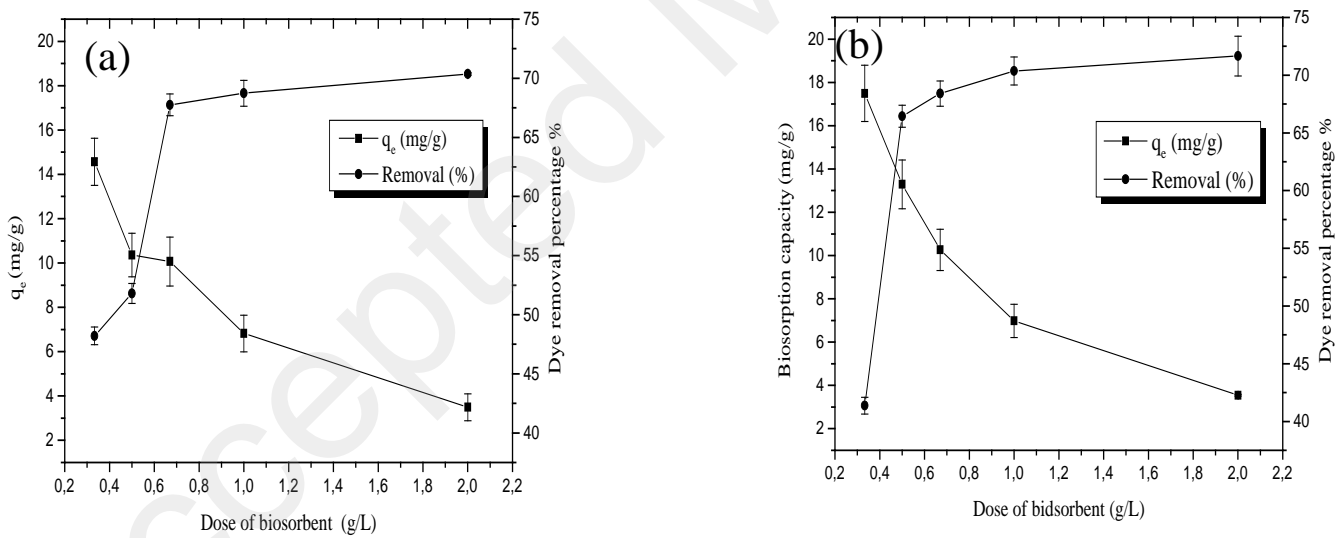 ccepted M
(a)
20
18
16
14
12
10
8
6
4
2
qe (mg/g)
75
70
65
60
55
50
45
40
Dye removal percentage %
qe (mg/g)
Removal (%)
0,2 0,4 0,6 0,8 1,0 1,2 1,4 1,6 1,8 2,0 2,2
Dose of biosorbent (g/L)
(b)
20
18
16
14
12
10
8
6
4
2
Biosorption capacity (mg/g)
75
70
65
60
55
50
45
40
Dye removal percentage %
qe (mg/g)
Removal (%)
0,2 0,4 0,6 0,8 1,0 1,2 1,4 1,6 1,8 2,0 2,2
Dose of bidsorbent (g/L)